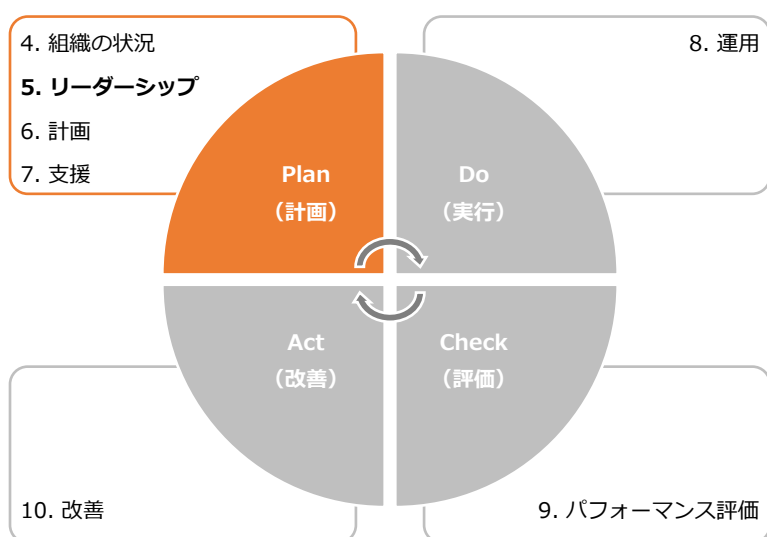 4. 組織の状況
5. リーダーシップ
6. 計画
7. 支援
8. 運用
Plan
（計画）
Do
（実行）
Act
（改善）
Check
（評価）
10. 改善
9. パフォーマンス評価